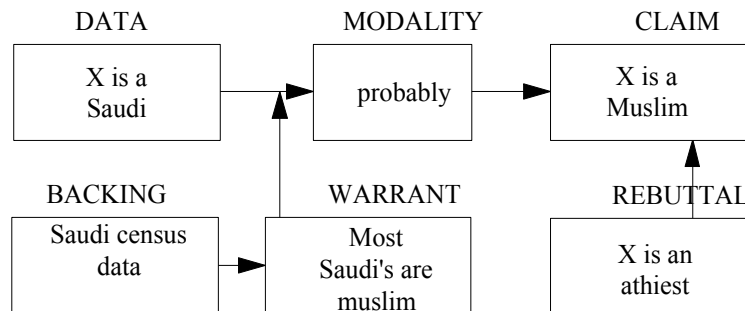 DATA MODALITY CLAIM
X is a
Saudi
probably
X is a
Muslim
BACKING WARRANT REBUTTAL
Saudi census
data
Most
Saudi's are
muslim
X is an
athiest